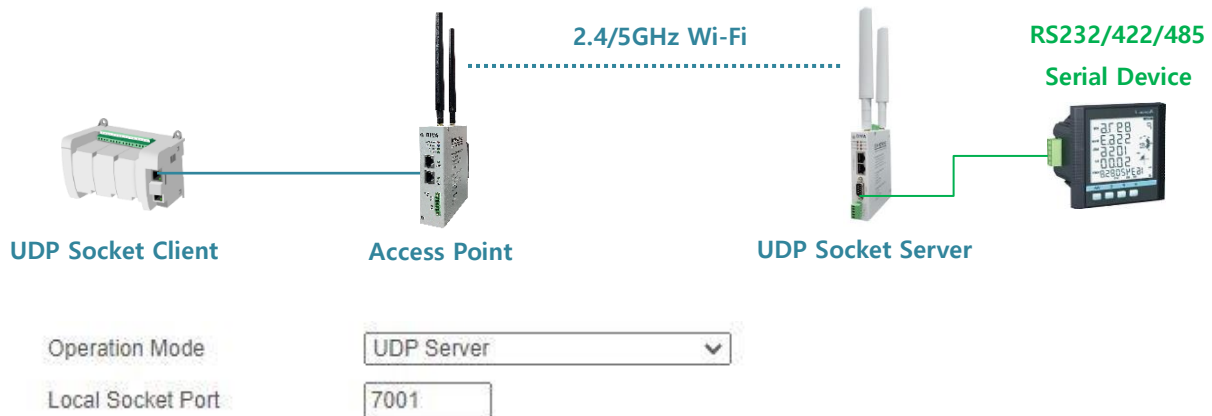 2.4/5GHz Wi-Fi
RS232/422/485
Serial Device
UDP Socket Client
Access Point
UDP Socket Server
Operation Mode
UDP Server
Local Socket Port
7001